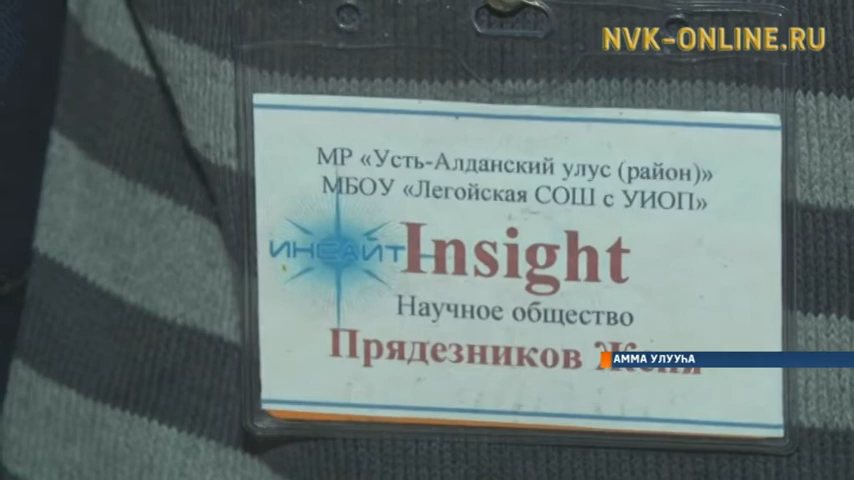 NVK-ONLINE.RU
МР «Усть-Алданский улус (район)»
МБОУ «Легойская СОШ с УИОП»
ИНСАЙТ
Insight
Научное общество
Прядезников Женя
АММА УЛУУҺА